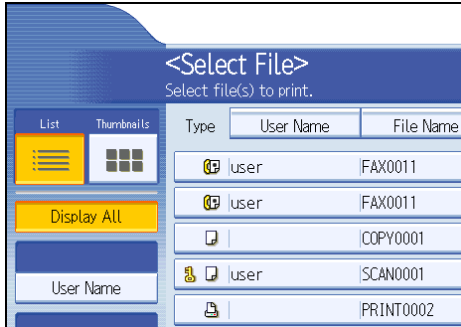 <Select File>
Select file(s) to print.
List Thumbnails Type User Name File Name
user FAX0011
Display All
user FAX0011
COPY0001
User Name
user SCAN0001
PRINT0002